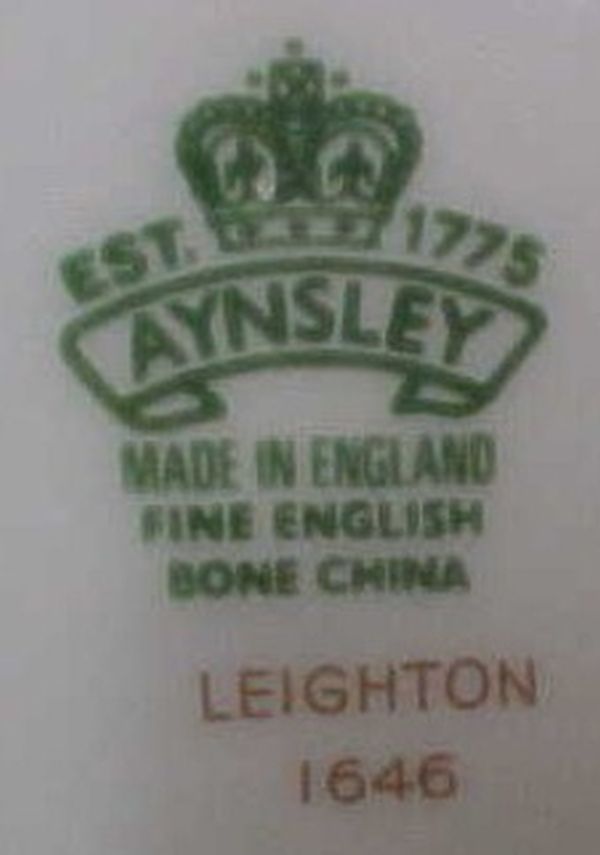 EST. 1775
AYNSLEY
MADE IN ENGLAND
FINE ENGLISH
BONE CHINA
LEIGHTON
1646